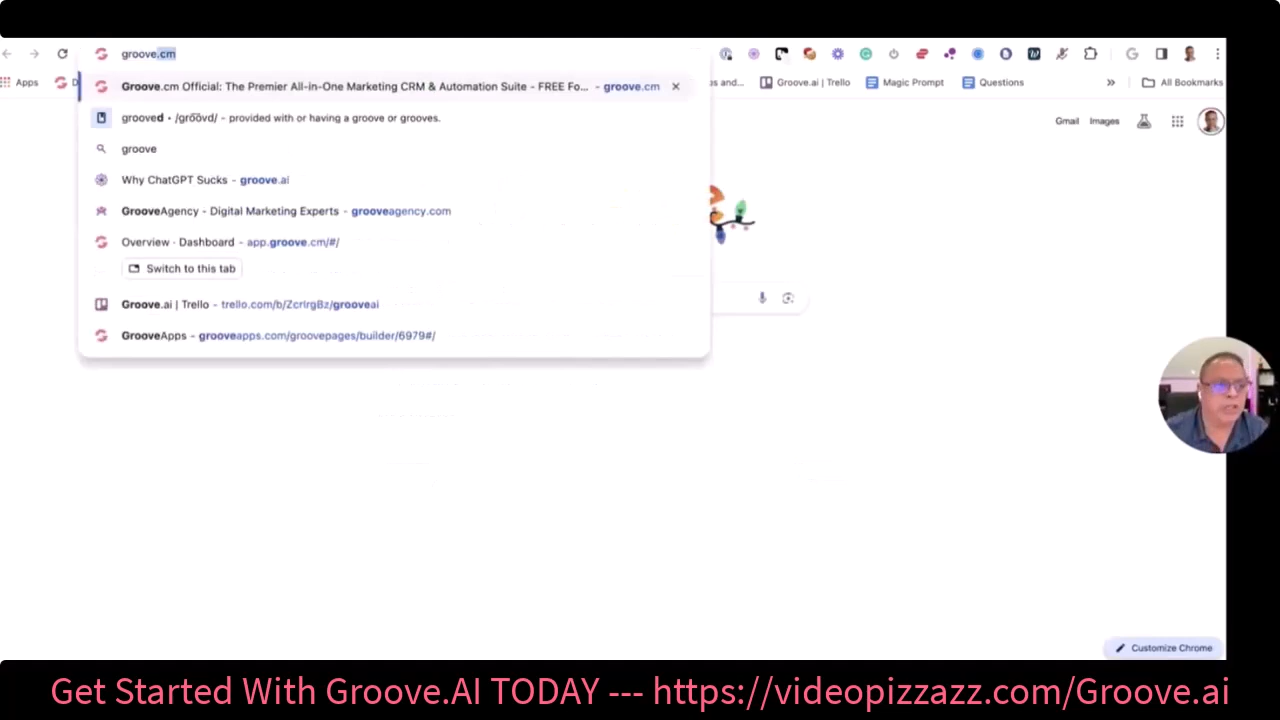 groove.cm
Apps
D
Groove.cm Official: The Premier All-in-One Marketing CRM & Automation Suite - FREE Fo... - groove.cm
us and...
Groove.ai | Trello
Magic Prompt
Questions
»
All Bookmarks
grooved • /gro͞ovd/ - provided with or having a groove or grooves.
Gmail
Images
groove
Why ChatGPT Sucks - groove.ai
GrooveAgency - Digital Marketing Experts - grooveagency.com
Overview · Dashboard - app.groove.cm/#/
Switch to this tab
Groove.ai | Trello - trello.com/b/ZcrlrgBz/grooveai
GrooveApps - grooveapps.com/groovepages/builder/6979#/
Customize Chrome
Get Started With Groove.AI TODAY --- https://videopizzazz.com/Groove.ai